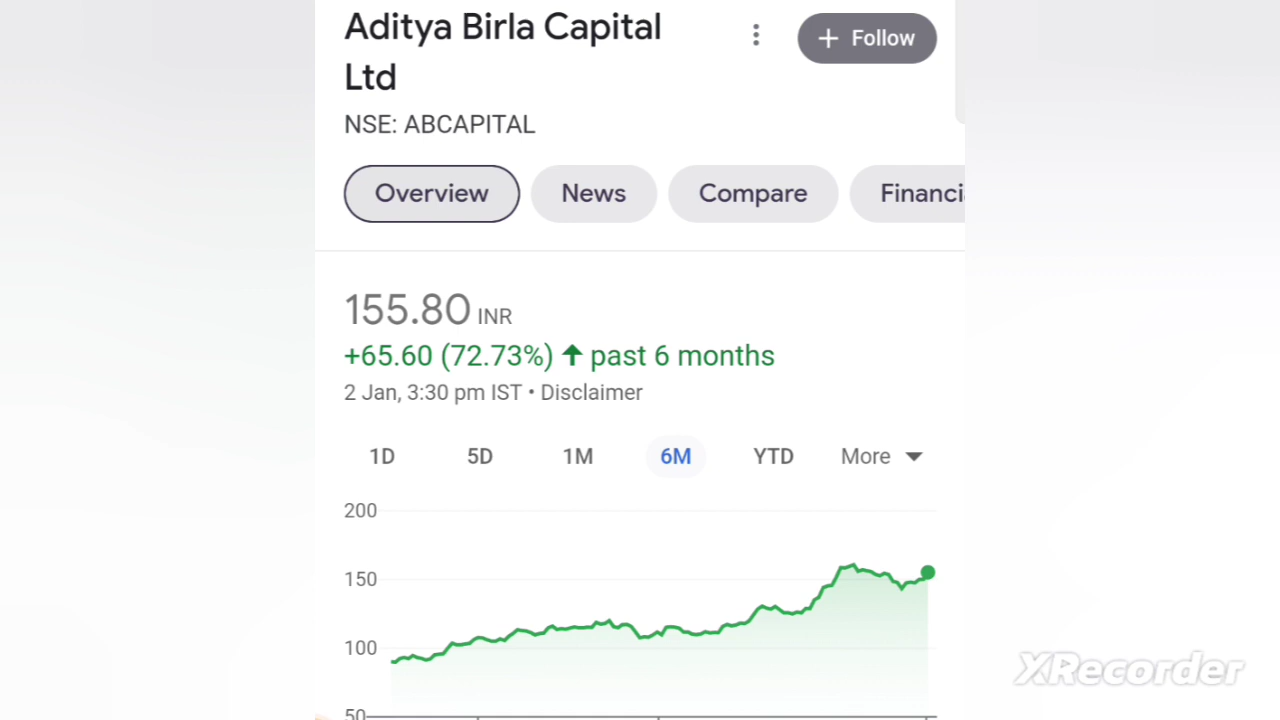 Aditya Birla Capital
Ltd
+ Follow
NSE: ABCAPITAL
Overview News Compare Financi
155.80 INR
+65.60 (72.73%) ↑ past 6 months
2 Jan, 3:30 pm IST • Disclaimer
1D 5D 1M 6M YTD More
200
150
100
50
XRecorder